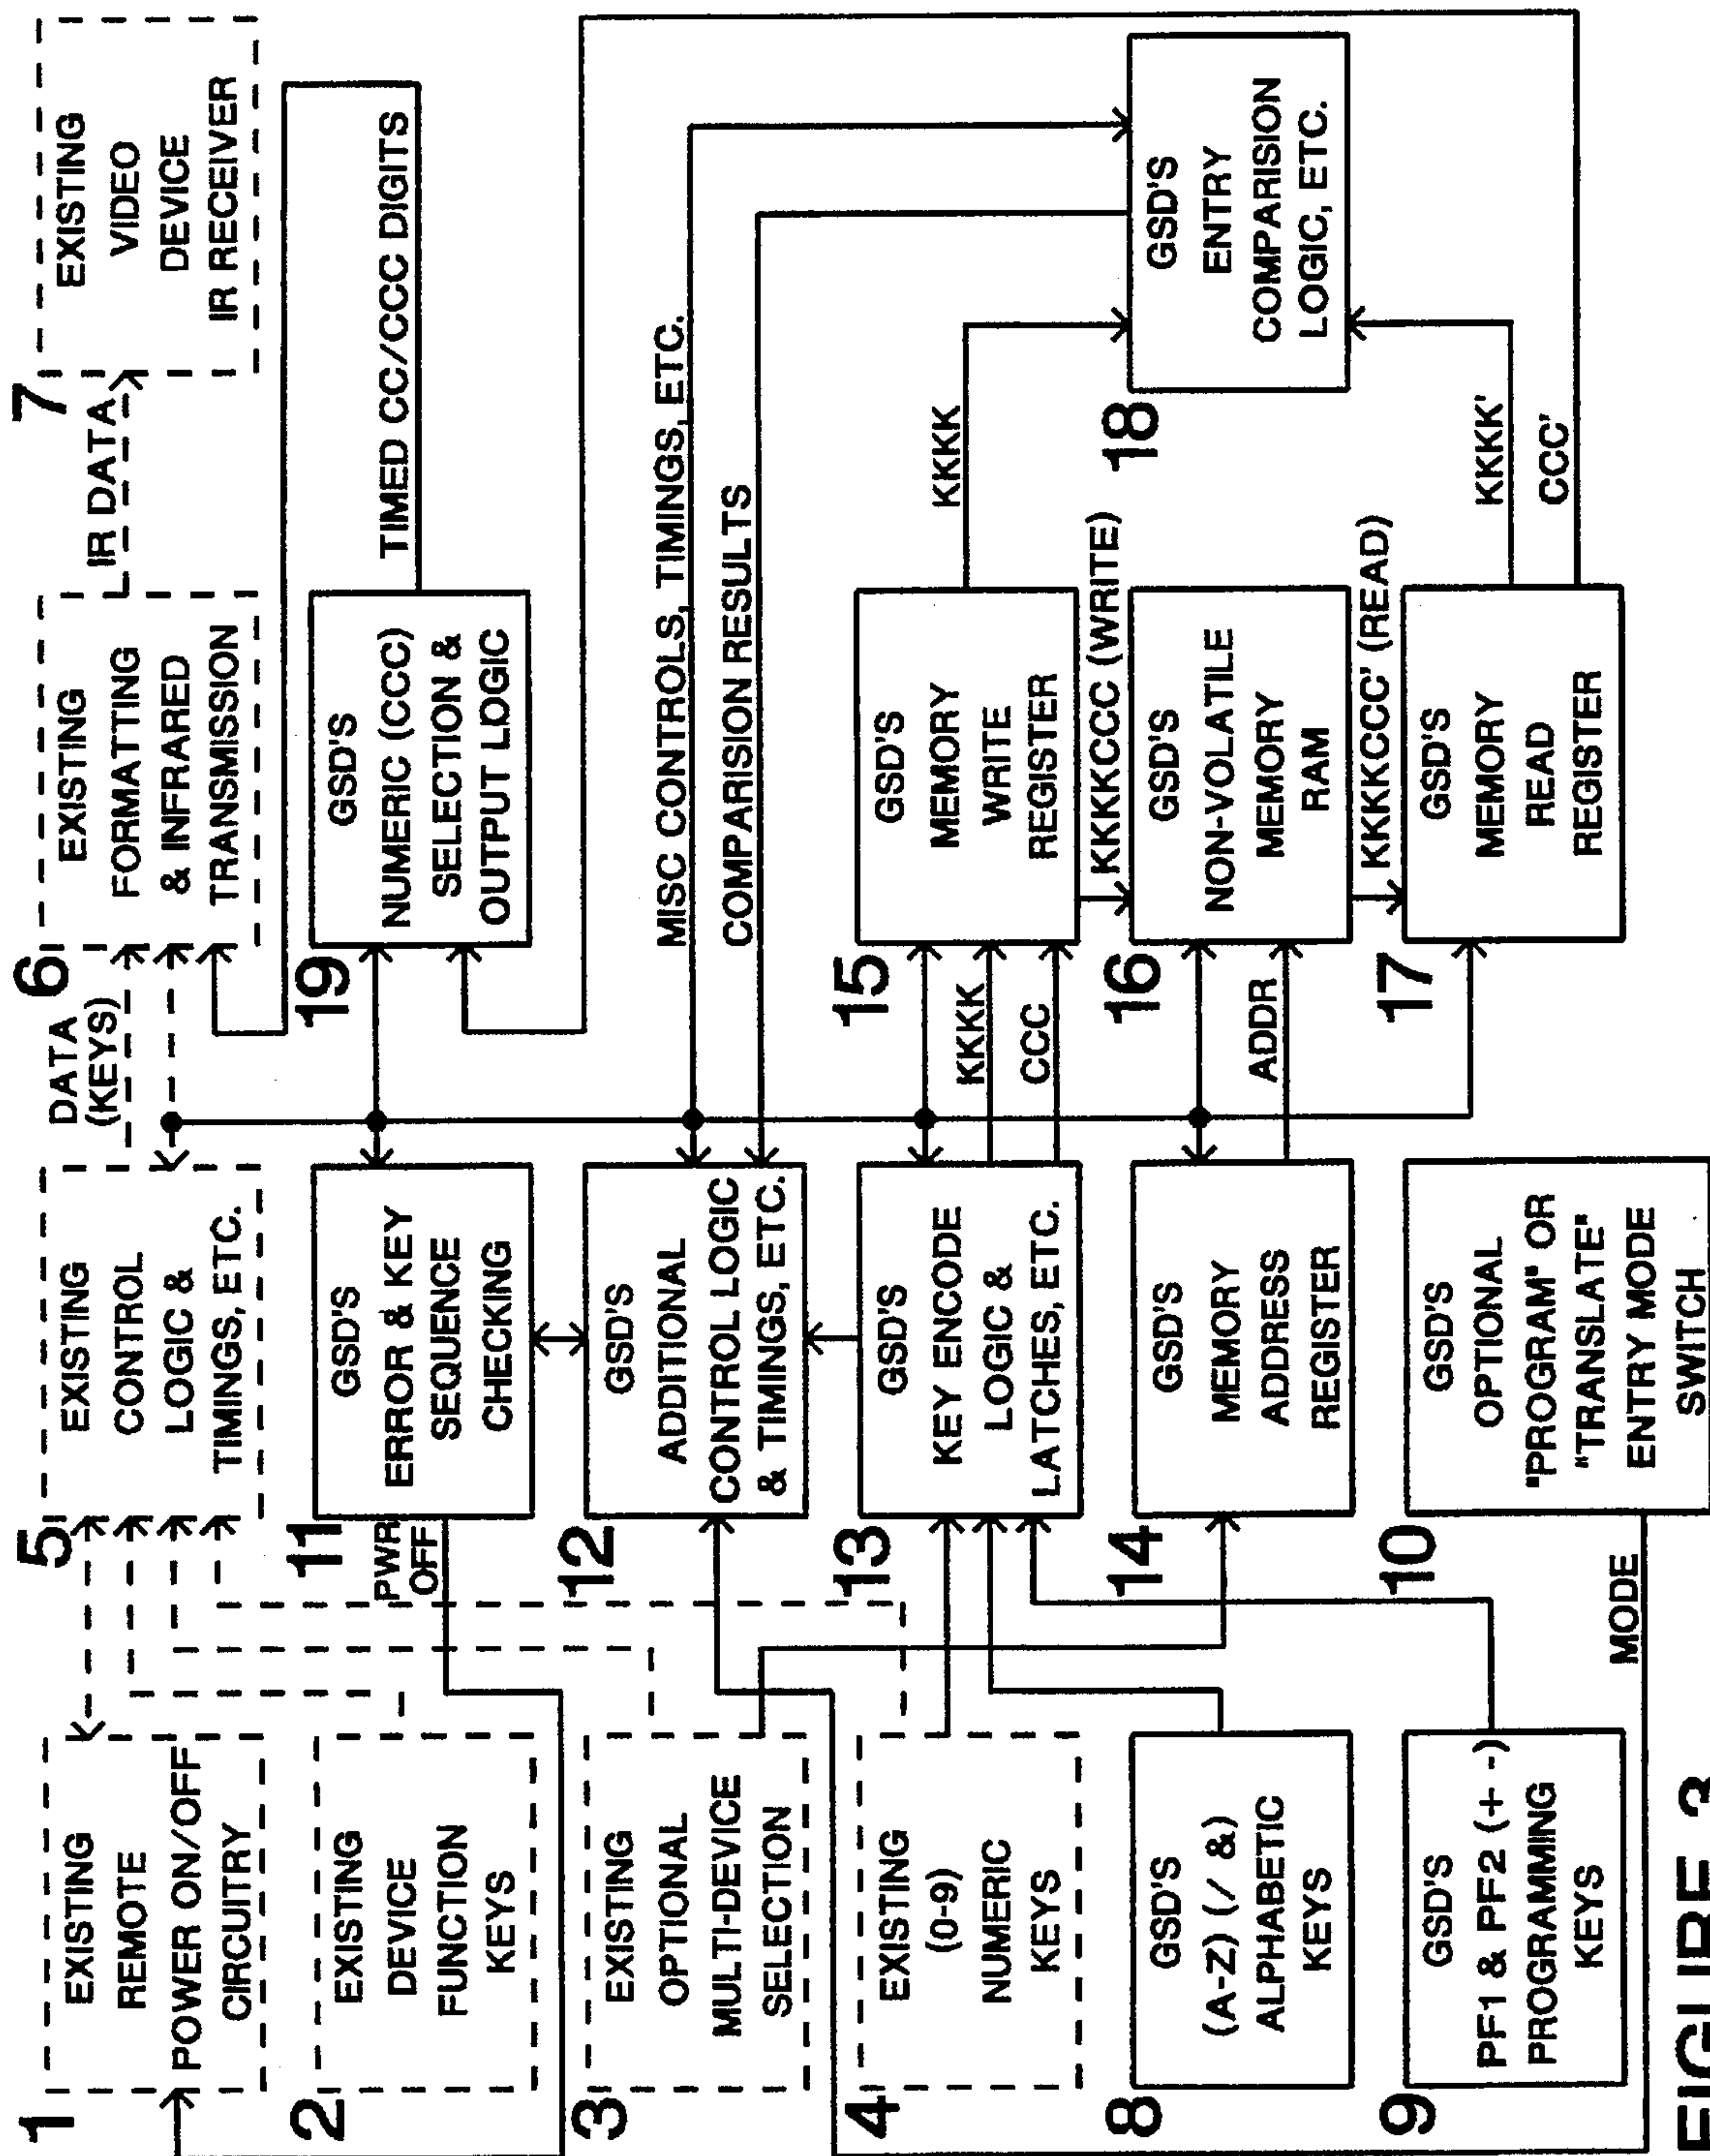 1
EXISTING
REMOTE
POWER ON/OFF
CIRCUITRY
2
EXISTING
DEVICE
FUNCTION
KEYS
3
EXISTING
OPTIONAL
MULTI-DEVICE
SELECTION
4
EXISTING
(0-9)
NUMERIC
KEYS
8
GSD'S
(A-Z) (/ &)
ALPHABETIC
KEYS
9
GSD'S
PF1 & PF2 (+ -)
PROGRAMMING
KEYS
5
EXISTING
CONTROL
LOGIC &
TIMINGS, ETC.
11
PWR
OFF
GSD'S
ERROR & KEY
SEQUENCE
CHECKING
12
GSD'S
ADDITIONAL
CONTROL LOGIC
& TIMINGS, ETC.
13
GSD'S
KEY ENCODE
LOGIC &
LATCHES, ETC.
14
GSD'S
MEMORY
ADDRESS
REGISTER
10
GSD'S
OPTIONAL
"PROGRAM" OR
"TRANSLATE"
ENTRY MODE
SWITCH
MODE
DATA
(KEYS)
6
EXISTING
FORMATTING
& INFRARED
TRANSMISSION
19
GSD'S
NUMERIC (CCC)
SELECTION &
OUTPUT LOGIC
MISC CONTROLS, TIMINGS, ETC.
COMPARISION RESULTS
15
KKKK
CCC
GSD'S
MEMORY
WRITE
REGISTER
KKKKCCC (WRITE)
16
ADDR
GSD'S
NON-VOLATILE
MEMORY
RAM
KKKKCCC' (READ)
17
GSD'S
MEMORY
READ
REGISTER
IR DATA
7
EXISTING
VIDEO
DEVICE
IR RECEIVER
TIMED CC/CCC DIGITS
KKKK
18
GSD'S
ENTRY
COMPARISION
LOGIC, ETC.
KKKK'
CCC'
FIGURE 3